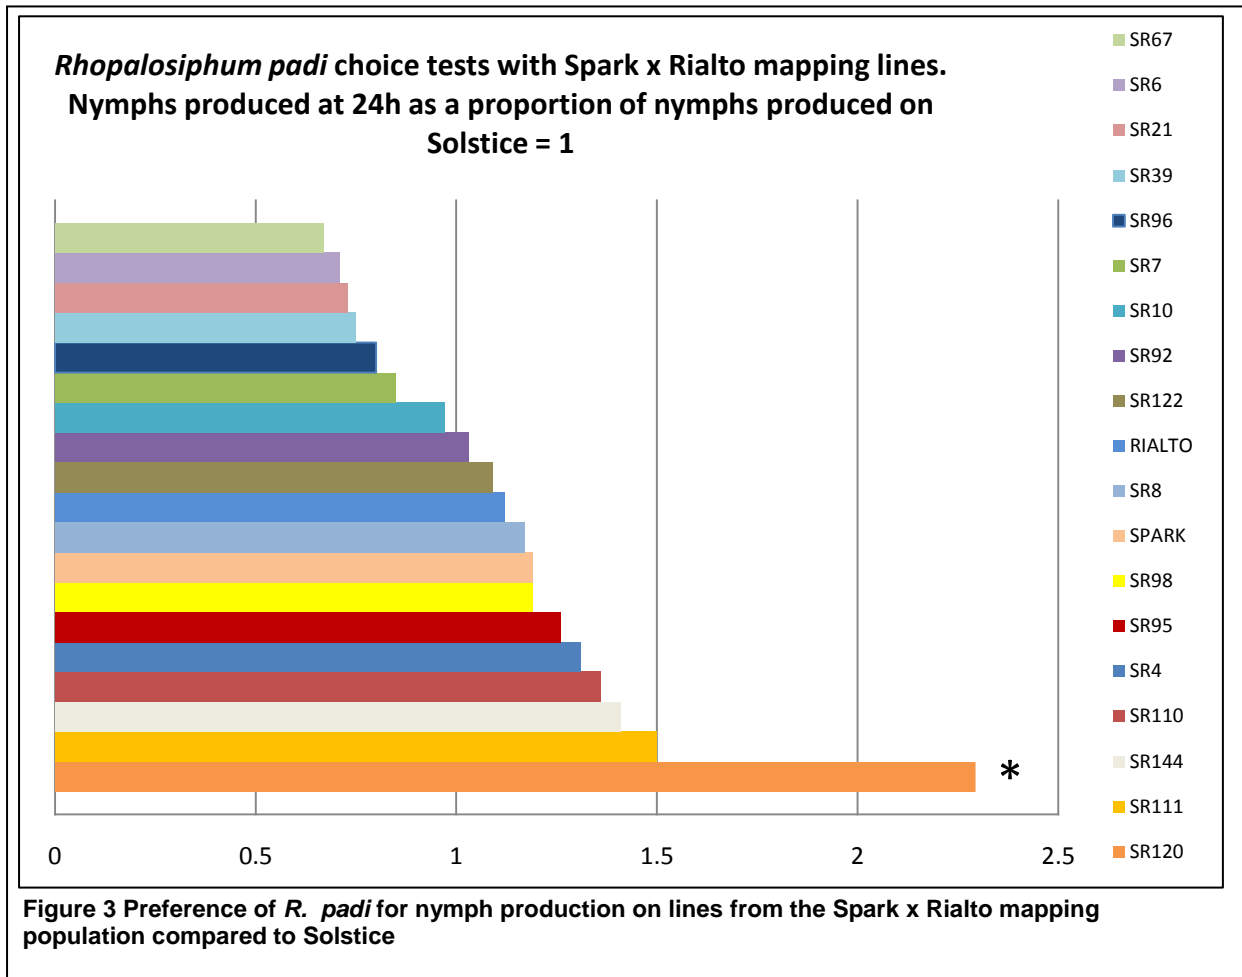 Rhopalosiphum padi choice tests with Spark x Rialto mapping lines.
Nymphs produced at 24h as a proportion of nymphs produced on
Solstice = 1
SR67
SR6
SR21
SR39
SR96
SR7
SR10
SR92
SR122
RIALTO
SR8
SPARK
SR98
SR95
SR4
SR110
SR144
SR111
SR120
*
0 0.5 1 1.5 2 2.5
Figure 3 Preference of R. padi for nymph production on lines from the Spark x Rialto mapping
population compared to Solstice